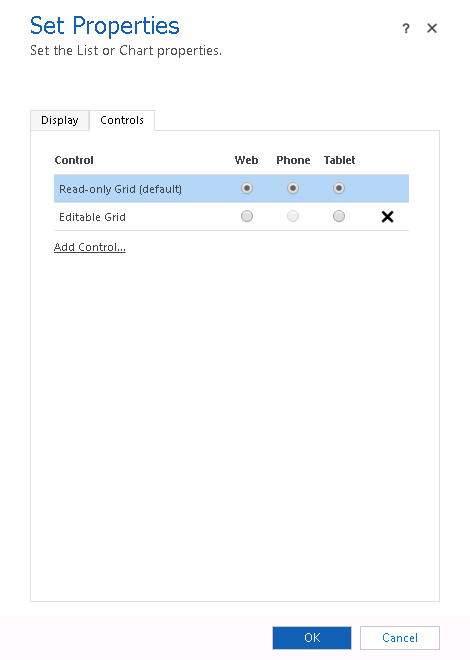 Set Properties
?
Set the List or Chart properties.
Display Controls
Control Web Phone Tablet
Read-only Grid (default)
Editable Grid
Add Control...
OK Cancel